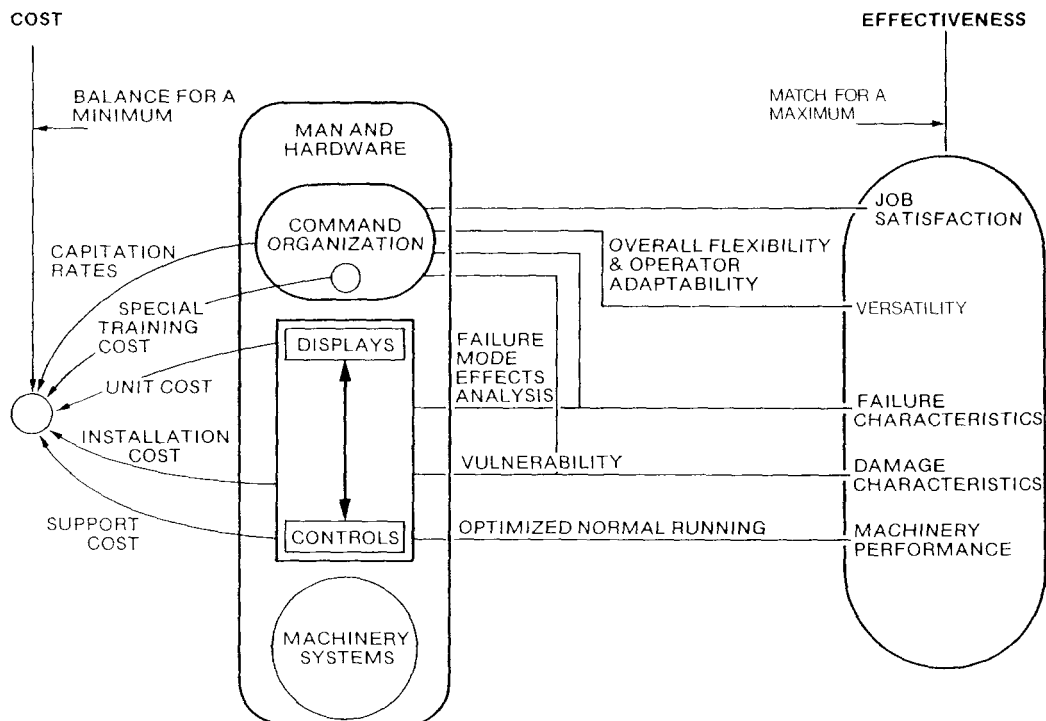 COST
EFFECTIVENESS
BALANCE FOR A
MINIMUM
MATCH FOR A
MAXIMUM
MAN AND
HARDWARE
COMMAND
ORGANIZATION
CAPITATION
RATES
SPECIAL
TRAINING
COST
UNIT COST
INSTALLATION
COST
SUPPORT
COST
DISPLAYS
CONTROLS
MACHINERY
SYSTEMS
OVERALL FLEXIBILITY
& OPERATOR
ADAPTABILITY
FAILURE
MODE
EFFECTS
ANALYSIS
VULNERABILITY
OPTIMIZED NORMAL RUNNING
JOB
SATISFACTION
VERSATILITY
FAILURE
CHARACTERISTICS
DAMAGE
CHARACTERISTICS
MACHINERY
PERFORMANCE